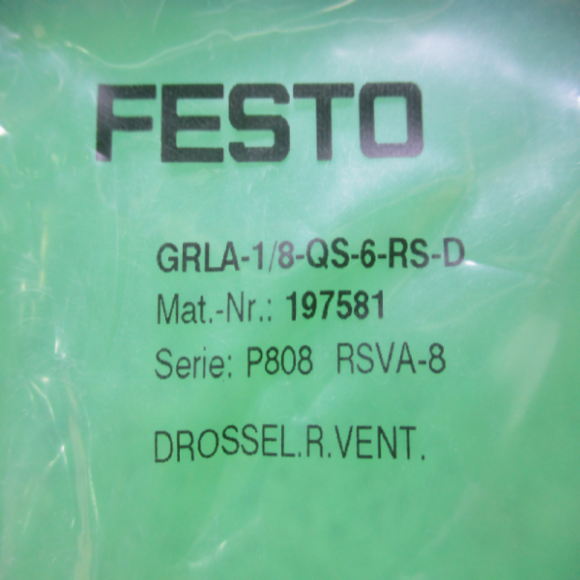 FESTO
GRLA-1/8-QS-6-RS-D
Mat.-Nr.: 197581
Serie: P808 RSVA-8
DROSSEL.R.VENT.